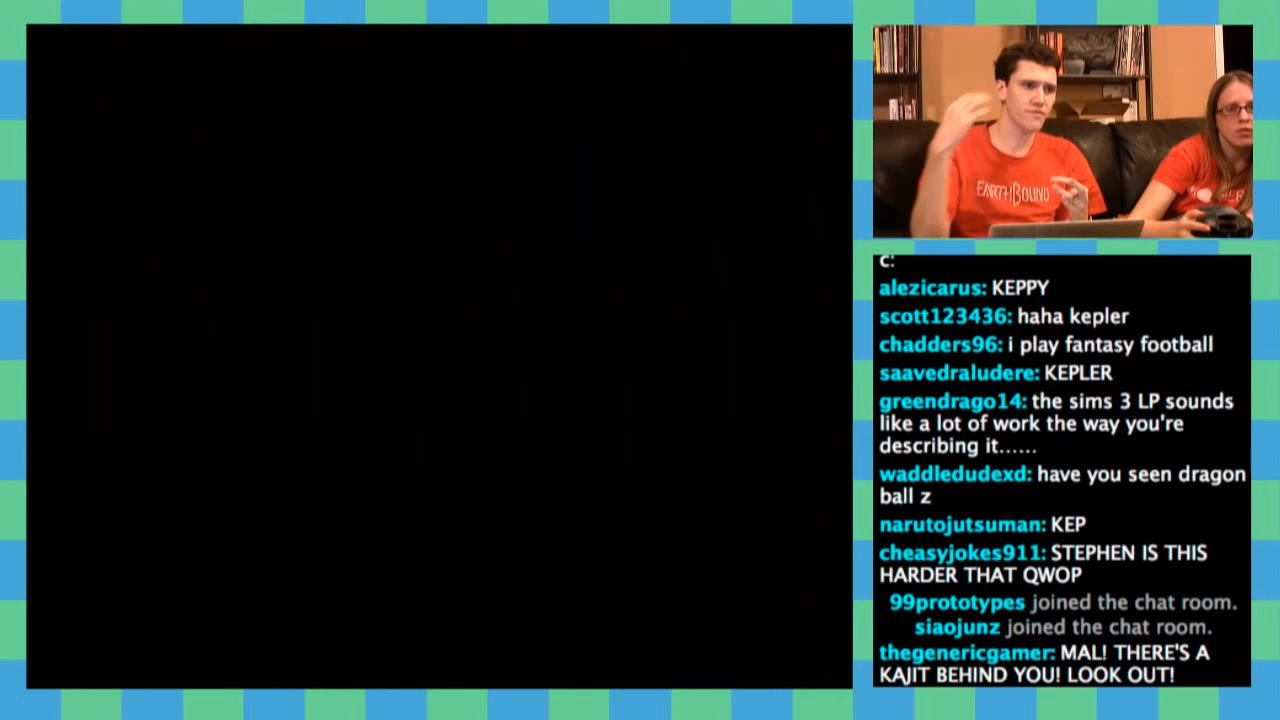 EARTHBOUND
c:
alezicarus: KEPPY
scott123436: haha kepler
chadders96: i play fantasy football
saavedraludere: KEPLER
greendrago14: the sims 3 LP sounds
like a lot of work the way you're
describing it......
waddledudexd: have you seen dragon
ball z
narutojutsuman: KEP
cheasyjokes911: STEPHEN IS THIS
HARDER THAT QWOP
99prototypes joined the chat room.
siaojunz joined the chat room.
thegenericgamer: MAL! THERE'S A
KAJIT BEHIND YOU! LOOK OUT!